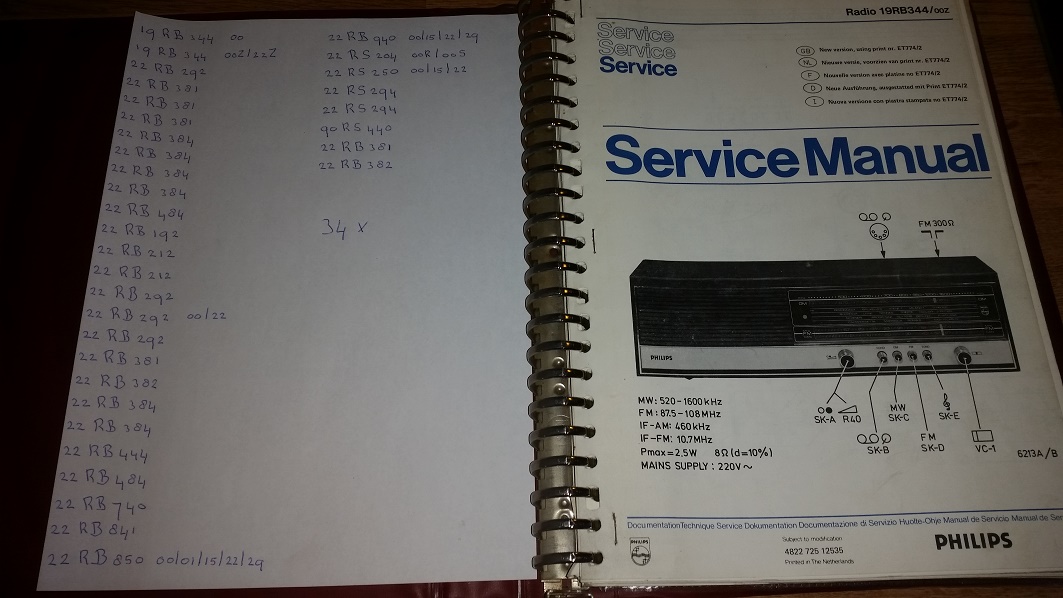 19 RB 344 00
19 RB 344 00Z/22Z
22 RB 292
22 RB 381
22 RB 381
22 RB 381
22 RB 384
22 RB 384
22 RB 384
22 RB 384
22 RB 484
22 RB 192
22 RB 212
22 RB 212
22 RB 292
22 RB 292 00/22
22 RB 292
22 RB 381
22 RB 382
22 RB 384
22 RB 384
22 RB 444
22 RB 484
22 RB 740
22 RB 841
22 RB 850 00/01/15/22/29
22 RB 940 00/15/22/29
22 RS 204 00R/00S
22 RS 250 00/15/22
22 RS 294
22 RS 294
90 RS 440
22 RB 381
22 RB 382
34 x
Radio 19RB344/00Z
Service
Service
Service
GB New version, using print nr. ET774/2
NL Nieuwe versie, voorzien van print nr. ET774/2
F Nouvelle version avec platine no ET774/2
D Neue Ausführung, ausgestattet mit Print ET774/2
I Nuova versione con piastra stampata no ET774/2
Service Manual
FM 300Ω
PHILIPS
MW: 520-1600 kHz
FM: 87.5-108 MHz
IF-AM: 460 kHz
IF-FM: 10.7 MHz
Pmax = 2.5W 8Ω (d=10%)
MAINS SUPPLY: 220V ~
SK-A R40
SK-B
MW
SK-C
FM
SK-D
SK-E
VC-1
6213A/B
Documentation Technique Service Dokumentation Documentazione di Servizio Huolto-Ohje Manual de Servicio Manual de Ser
PHILIPS
Subject to modification
4822 725 12535
Printed in The Netherlands
PHILIPS